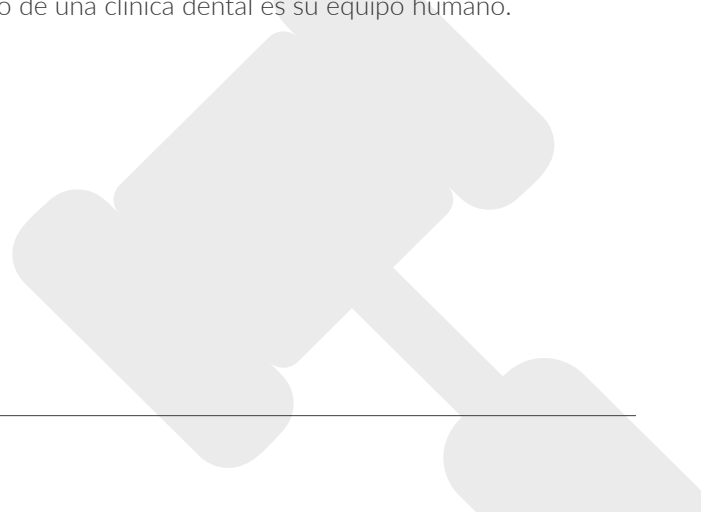 o de una clínica dental es su equipo humano.